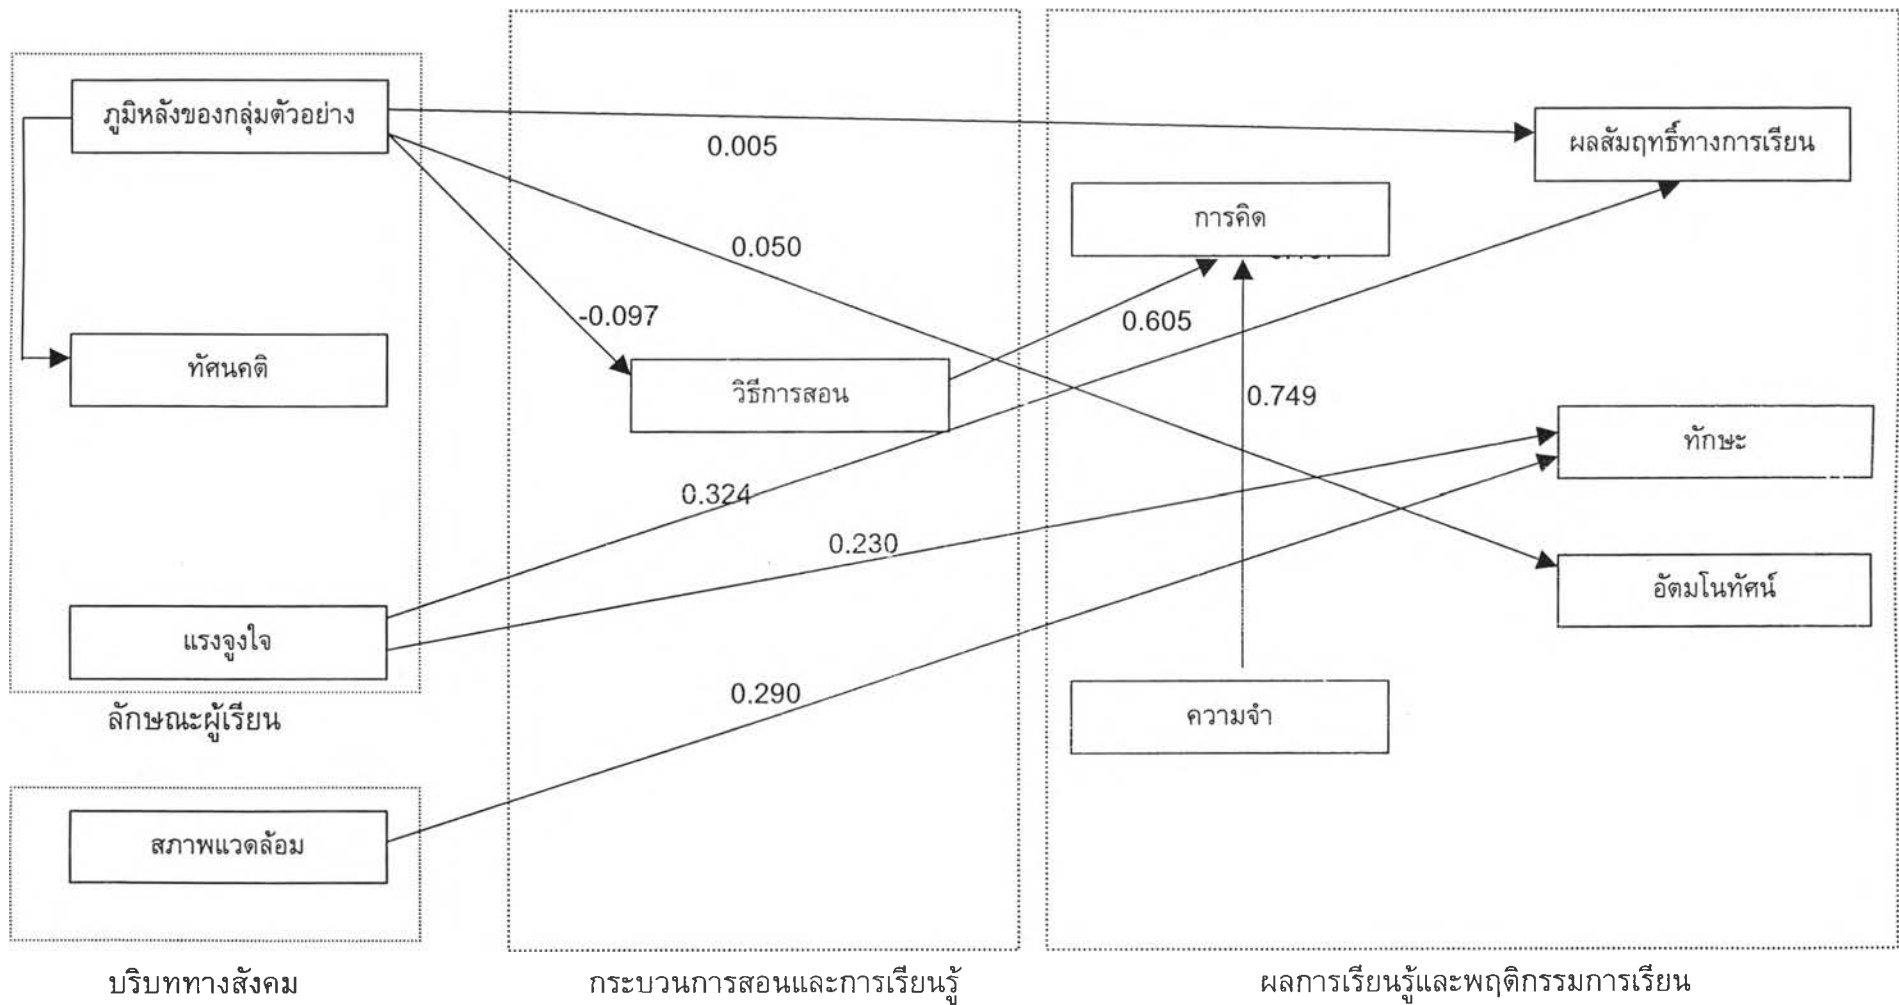 ภูมิหลังของกลุ่มตัวอย่าง
0.005
ผลสัมฤทธิ์ทางการเรียน
การคิด
0.050
-0.097
0.605
ทัศนคติ
วิธีการสอน
0.749
ทักษะ
0.324
0.230
อัตมโนทัศน์
แรงจูงใจ
0.290
ความจำ
ลักษณะผู้เรียน
สภาพแวดล้อม
บริบททางสังคม
กระบวนการสอนและการเรียนรู้
ผลการเรียนรู้และพฤติกรรมการเรียน